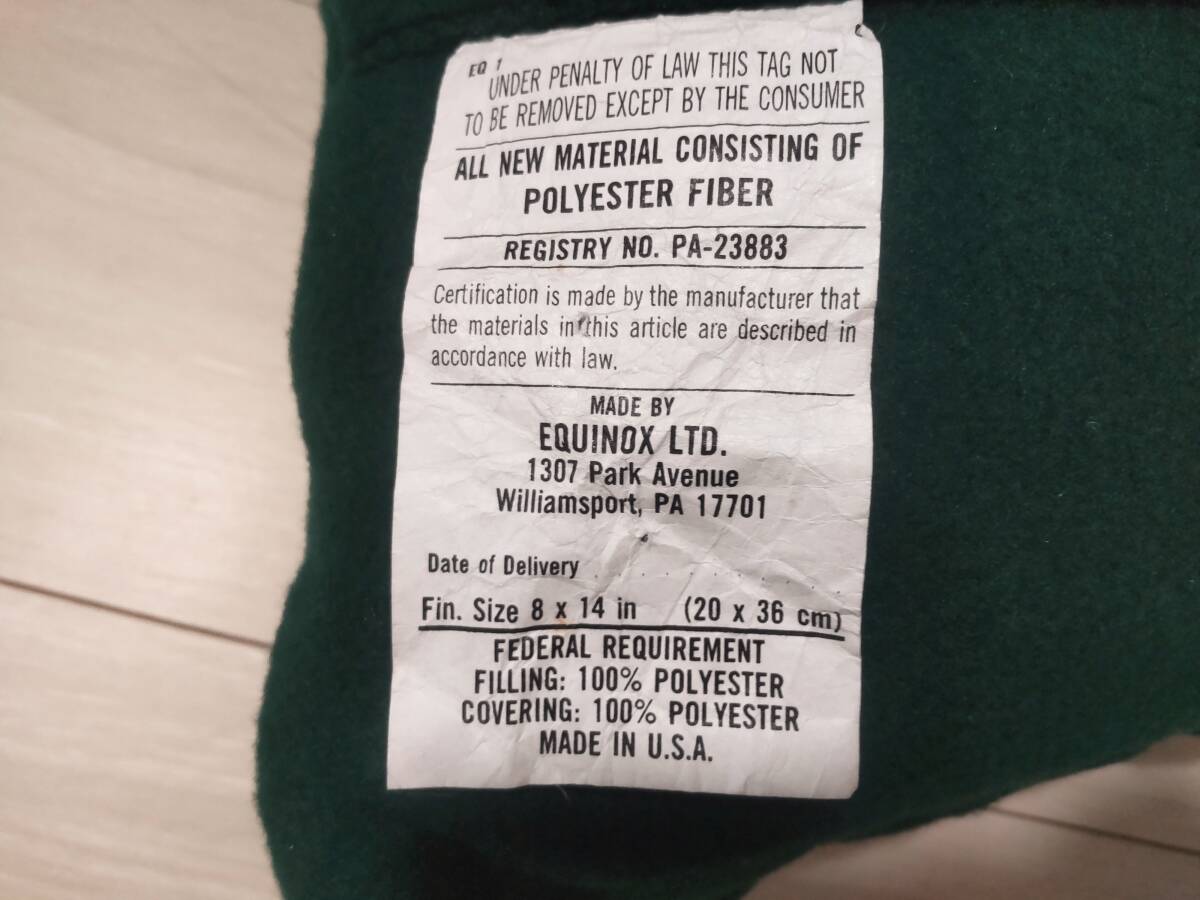 EQ 1
UNDER PENALTY OF LAW THIS TAG NOT
TO BE REMOVED EXCEPT BY THE CONSUMER
ALL NEW MATERIAL CONSISTING OF
POLYESTER FIBER
REGISTRY NO. PA-23883
Certification is made by the manufacturer that
the materials in this article are described in
accordance with law.
MADE BY
EQUINOX LTD.
1307 Park Avenue
Williamsport, PA 17701
Date of Delivery . . . . . . . .
Fin. Size 8 x 14 in (20 x 36 cm)
FEDERAL REQUIREMENT
FILLING: 100% POLYESTER
COVERING: 100% POLYESTER
MADE IN U.S.A.